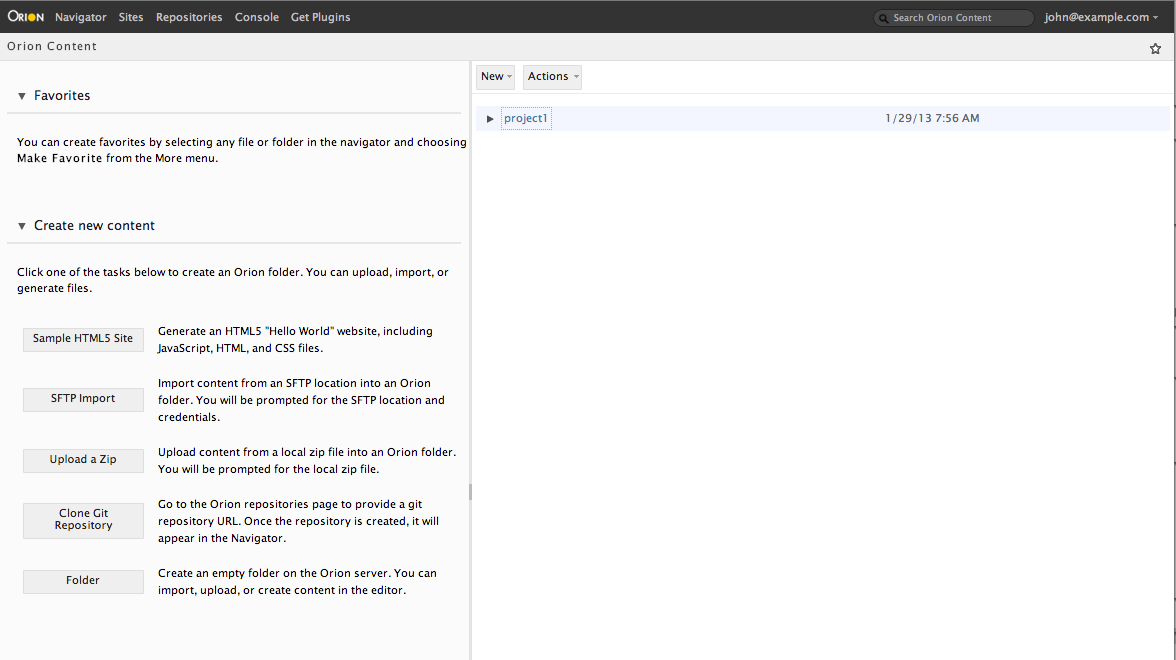 ORION Navigator Sites Repositories Console Get Plugins Search Orion Content john@example.com
Orion Content
Favorites
You can create favorites by selecting any file or folder in the navigator and choosing
Make Favorite from the More menu.
Create new content
Click one of the tasks below to create an Orion folder. You can upload, import, or
generate files.
Sample HTML5 Site
Generate an HTML5 "Hello World" website, including
JavaScript, HTML, and CSS files.
SFTP Import
Import content from an SFTP location into an Orion
folder. You will be prompted for the SFTP location and
credentials.
Upload a Zip
Upload content from a local zip file into an Orion folder.
You will be prompted for the local zip file.
Clone Git
Repository
Go to the Orion repositories page to provide a git
repository URL. Once the repository is created, it will
appear in the Navigator.
Folder
Create an empty folder on the Orion server. You can
import, upload, or create content in the editor.
New Actions
project1 1/29/13 7:56 AM